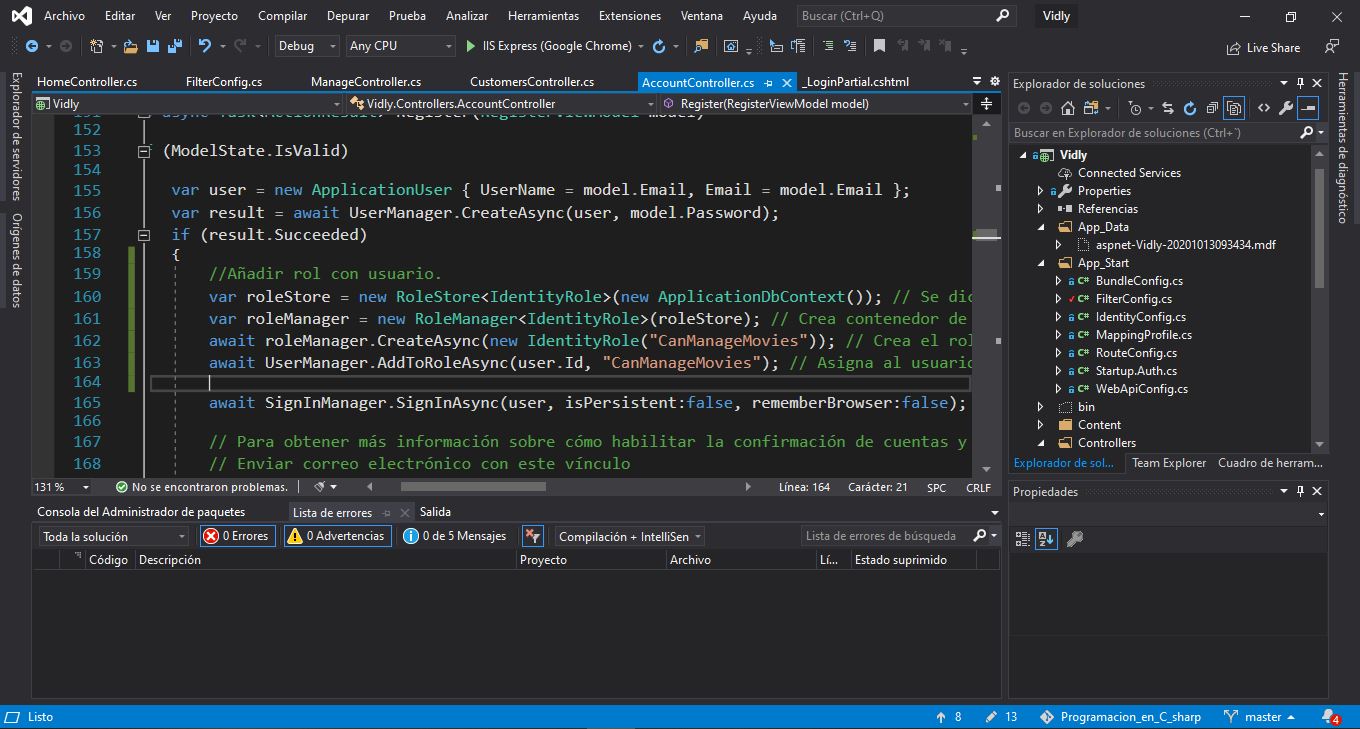 Archivo Editar Ver Proyecto Compilar Depurar Prueba Analizar Herramientas Extensiones Ventana Ayuda Buscar (Ctrl+Q) Vidly
Debug Any CPU IIS Express (Google Chrome) Live Share
Explorador de servidores
Orígenes de datos
HomeController.cs FilterConfig.cs ManageController.cs CustomersController.cs AccountController.cs _LoginPartial.cshtml
Vidly Vidly.Controllers.AccountController Register(RegisterViewModel model)
151 async Task<ActionResult> Register(RegisterViewModel model)
152
153 (ModelState.IsValid)
154
155 var user = new ApplicationUser { UserName = model.Email, Email = model.Email };
156 var result = await UserManager.CreateAsync(user, model.Password);
157 if (result.Succeeded)
158 {
159 //Añadir rol con usuario.
160 var roleStore = new RoleStore<IdentityRole>(new ApplicationDbContext()); // Se dic
161 var roleManager = new RoleManager<IdentityRole>(roleStore); // Crea contenedor de
162 await roleManager.CreateAsync(new IdentityRole("CanManageMovies")); // Crea el rol
163 await UserManager.AddToRoleAsync(user.Id, "CanManageMovies"); // Asigna al usuario
164
165 await SignInManager.SignInAsync(user, isPersistent:false, rememberBrowser:false);
166
167 // Para obtener más información sobre cómo habilitar la confirmación de cuentas y
168 // Enviar correo electrónico con este vínculo
131 % No se encontraron problemas. Línea: 164 Carácter: 21 SPC CRLF
Consola del Administrador de paquetes Lista de errores Salida
Toda la solución 0 Errores 0 Advertencias 0 de 5 Mensajes Compilación + IntelliSen Lista de errores de búsqueda
Código Descripción Proyecto Archivo Lí... Estado suprimido
Explorador de soluciones
Buscar en Explorador de soluciones (Ctrl+´)
Vidly
Connected Services
Properties
Referencias
App_Data
aspnet-Vidly-20201013093434.mdf
App_Start
C# BundleConfig.cs
C# FilterConfig.cs
C# IdentityConfig.cs
C# MappingProfile.cs
C# RouteConfig.cs
C# Startup.Auth.cs
C# WebApiConfig.cs
bin
Content
Controllers
Explorador de sol... Team Explorer Cuadro de herram...
Propiedades
Herramientas de diagnóstico
Listo 8 13 Programacion_en_C_sharp master 4